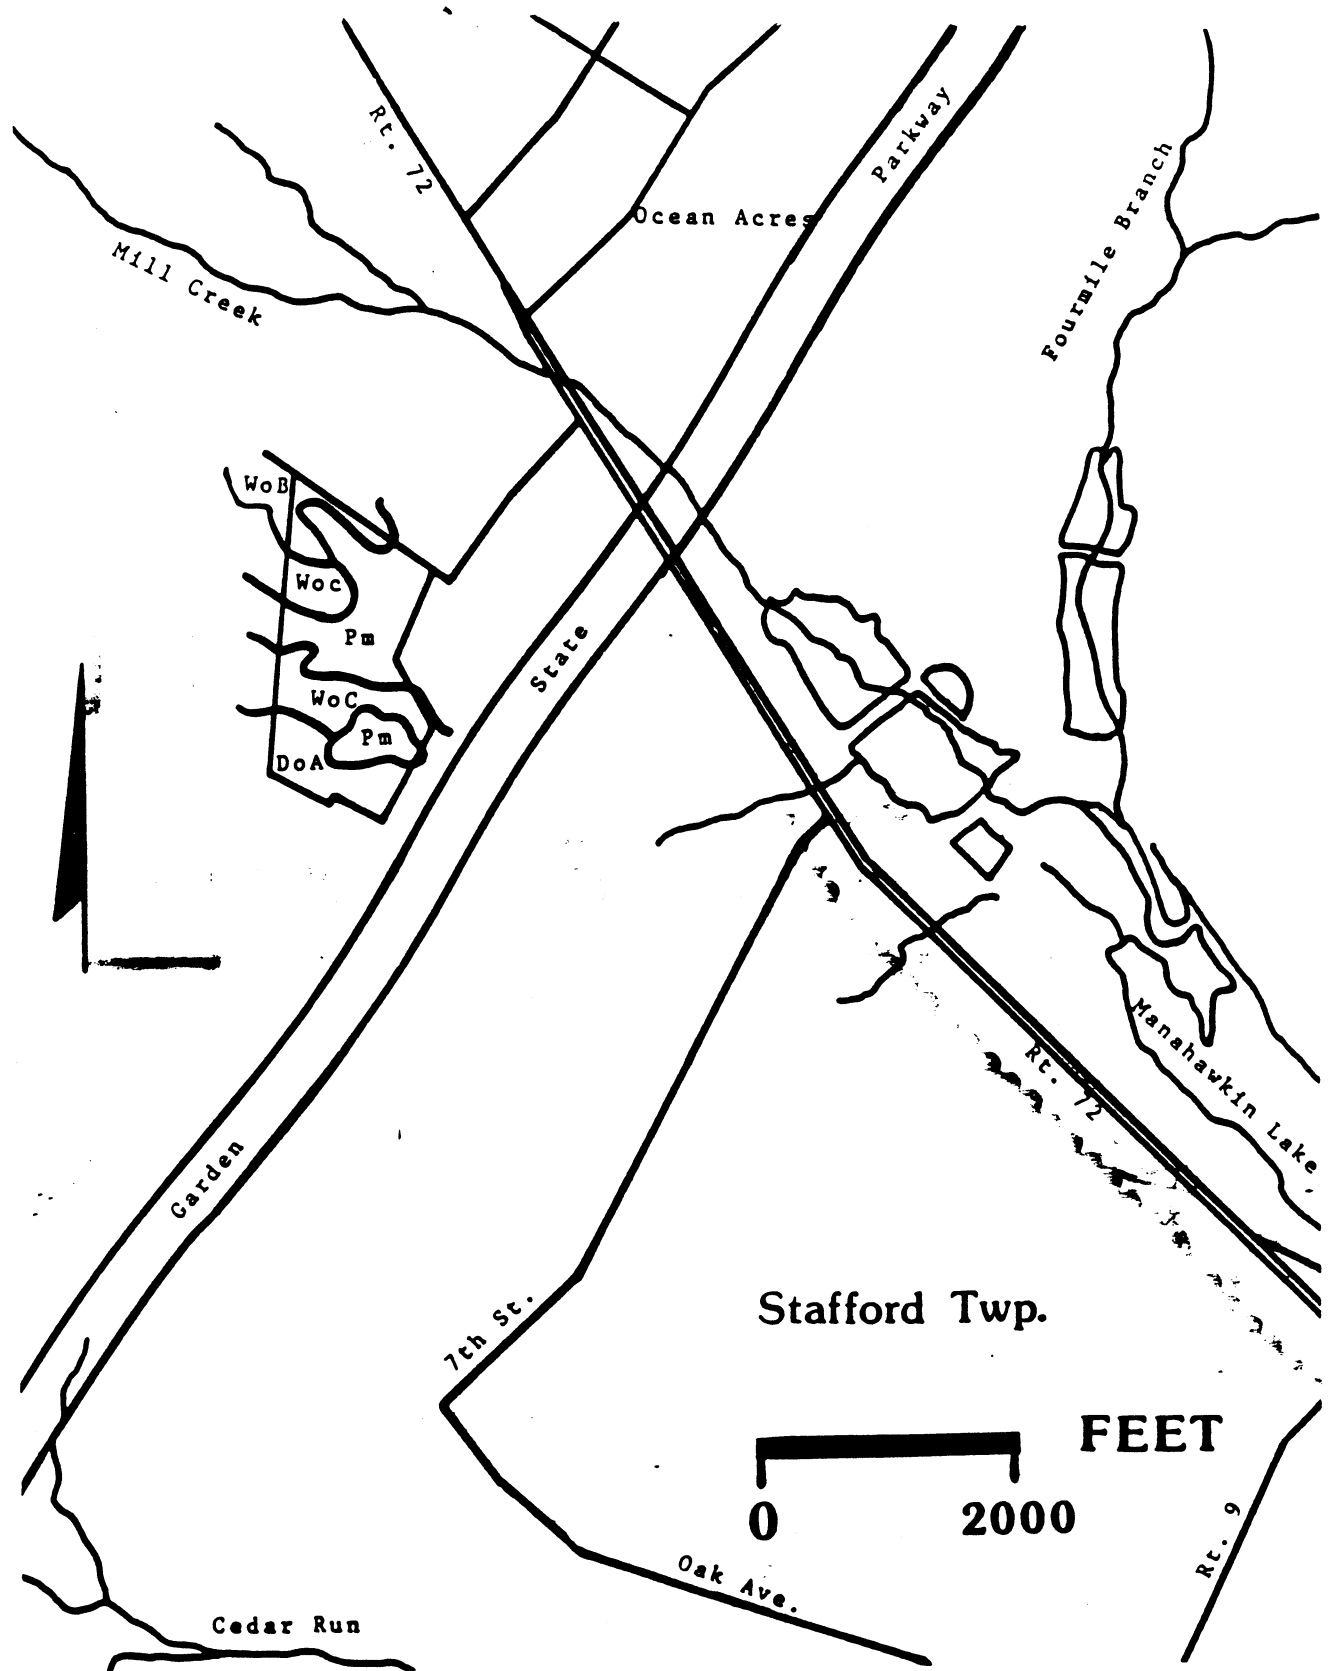 Rt. 72
Parkway
Ocean Acres
Fourmile Branch
Mill Creek
WoB
Woc
Pm
State
WoC
Pm
DoA
Manahawkin Lake
Rt. 72
Garden
Stafford Twp.
7th St.
FEET
0 2000
Rt. 9
Oak Ave.
Cedar Run